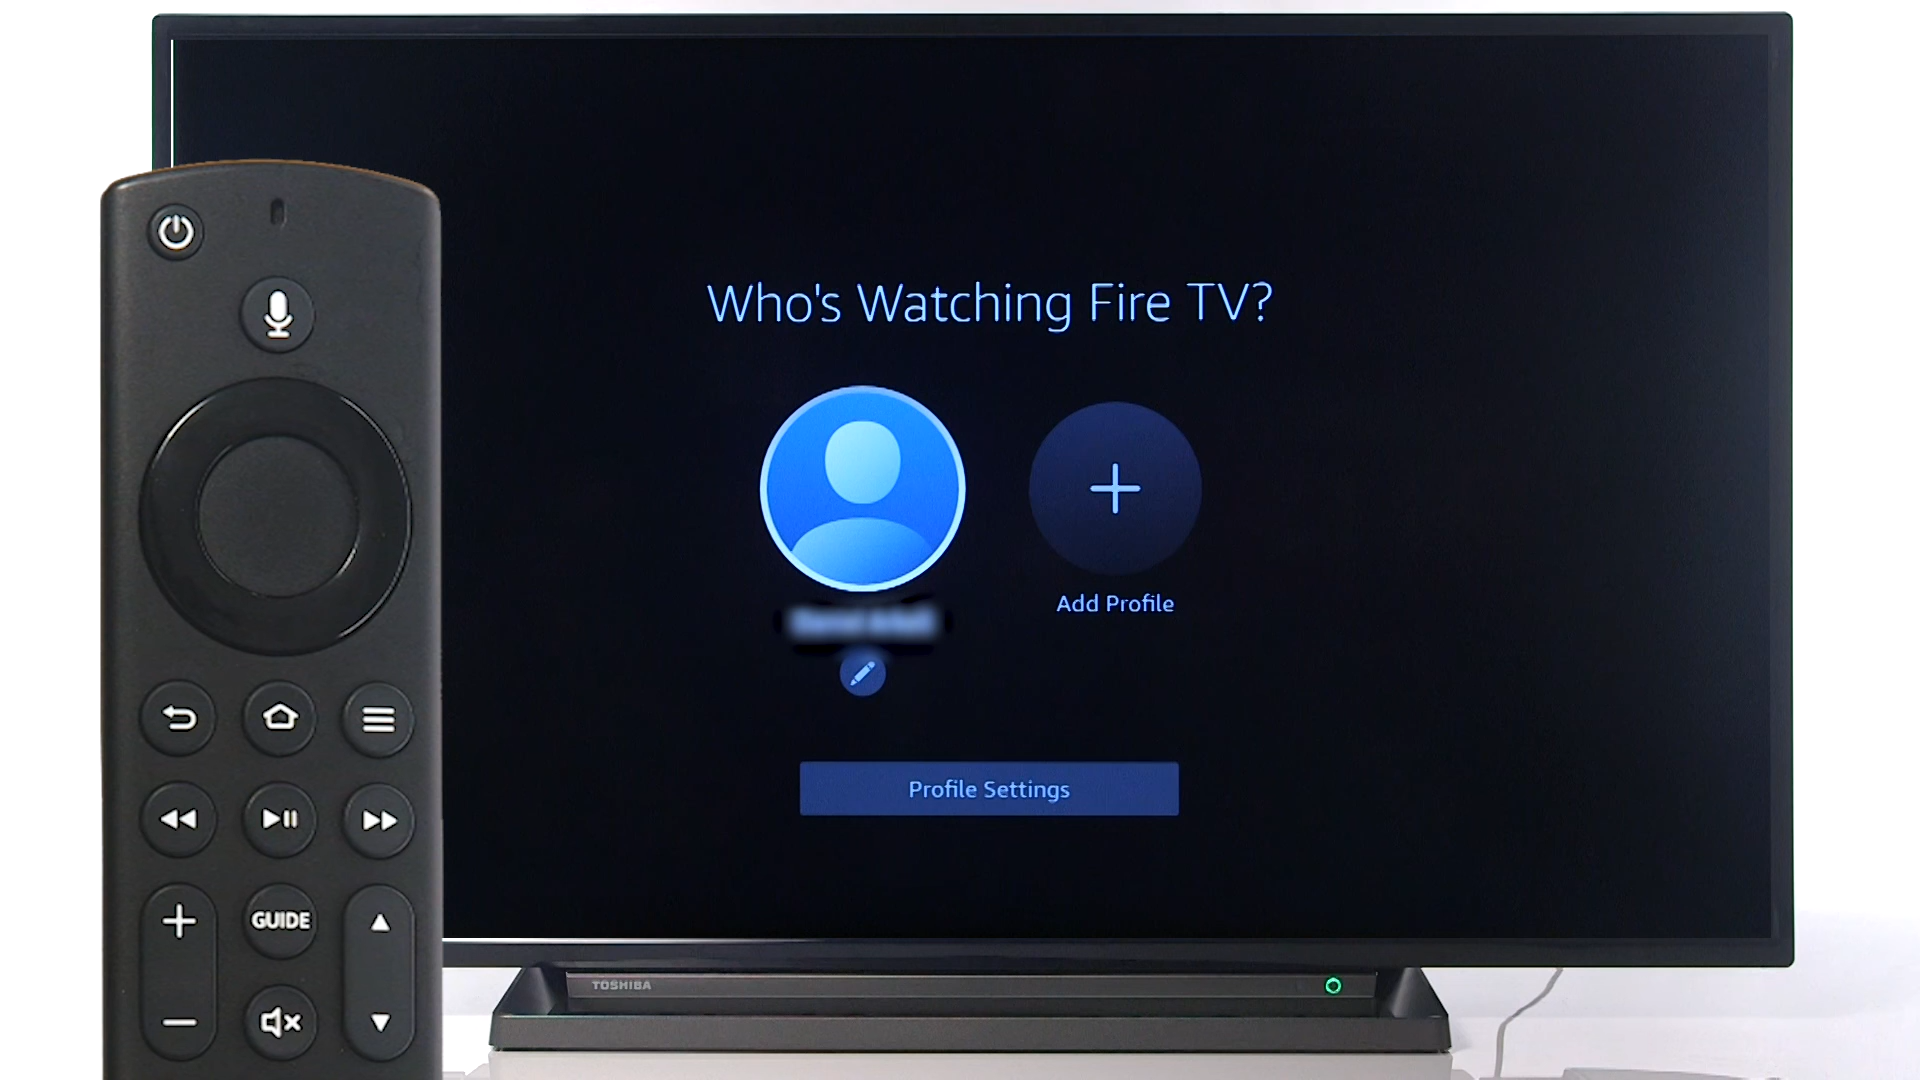 Who's Watching Fire TV?
Add Profile
Profile Settings
GUIDE
TOSHIBA